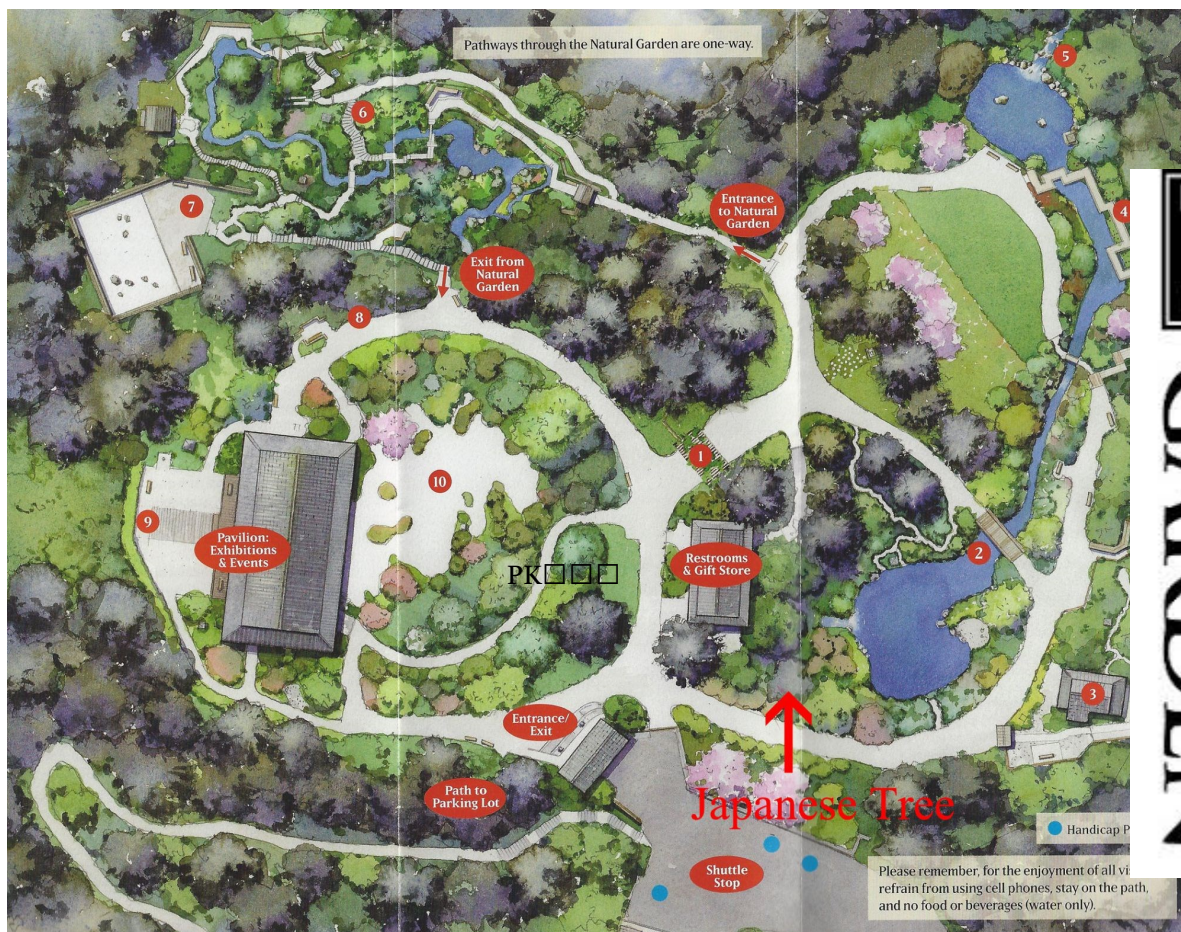 Pathways through the Natural Garden are one-way.
5
6
Entrance
to Natural
Garden
7
4
Exit from
Natural
Garden
8
1
10
9
Pavilion:
Exhibitions
& Events
PK□□□
Restrooms
& Gift Store
2
3
Entrance/
Exit
Path to
Parking Lot
Japanese Tree
Handicap P
Shuttle
Stop
Please remember, for the enjoyment of all
refrain from using cell phones, stay on the path,
and no food or beverages (water only).